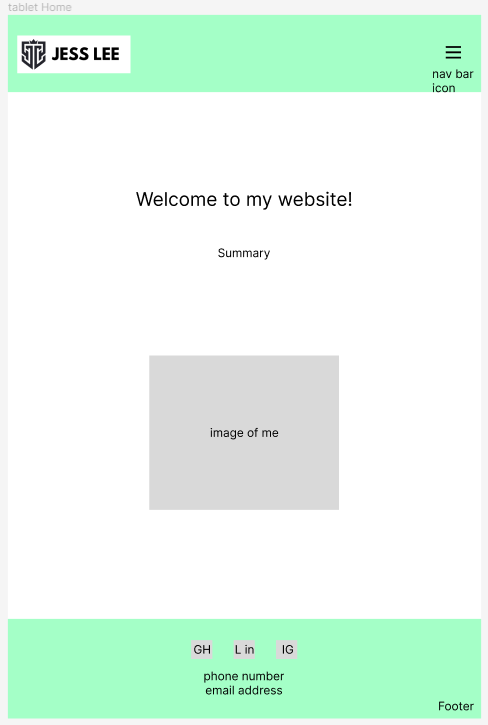 tablet Home
JESS LEE
nav bar
icon
Welcome to my website!
Summary
image of me
GH L in IG
phone number
email address
Footer